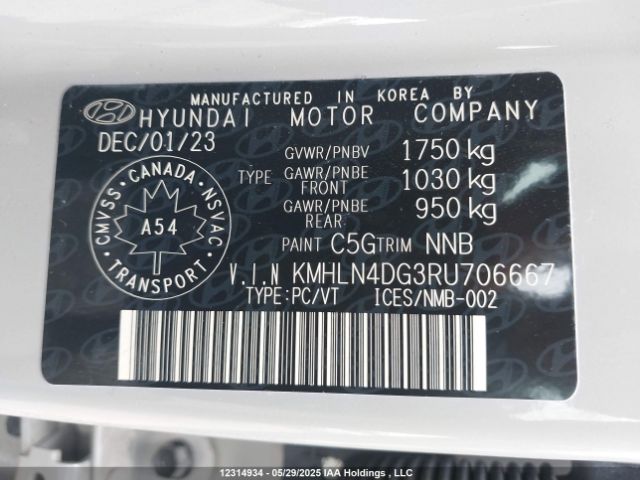 MANUFACTURED IN KOREA BY
HYUNDAI MOTOR COMPANY
DEC/01/23
GVWR/PNBV 1750 kg
TYPE GAWR/PNBE FRONT 1030 kg
GAWR/PNBE REAR 950 kg
PAINT C5G TRIM NNB
CMVSS • CANADA • NSVAC
A54
TRANSPORT
V.I.N KMHLN4DG3RU706667
TYPE:PC/VT ICES/NMB-002
12314934 - 05/29/2025 IAA Holdings, LLC